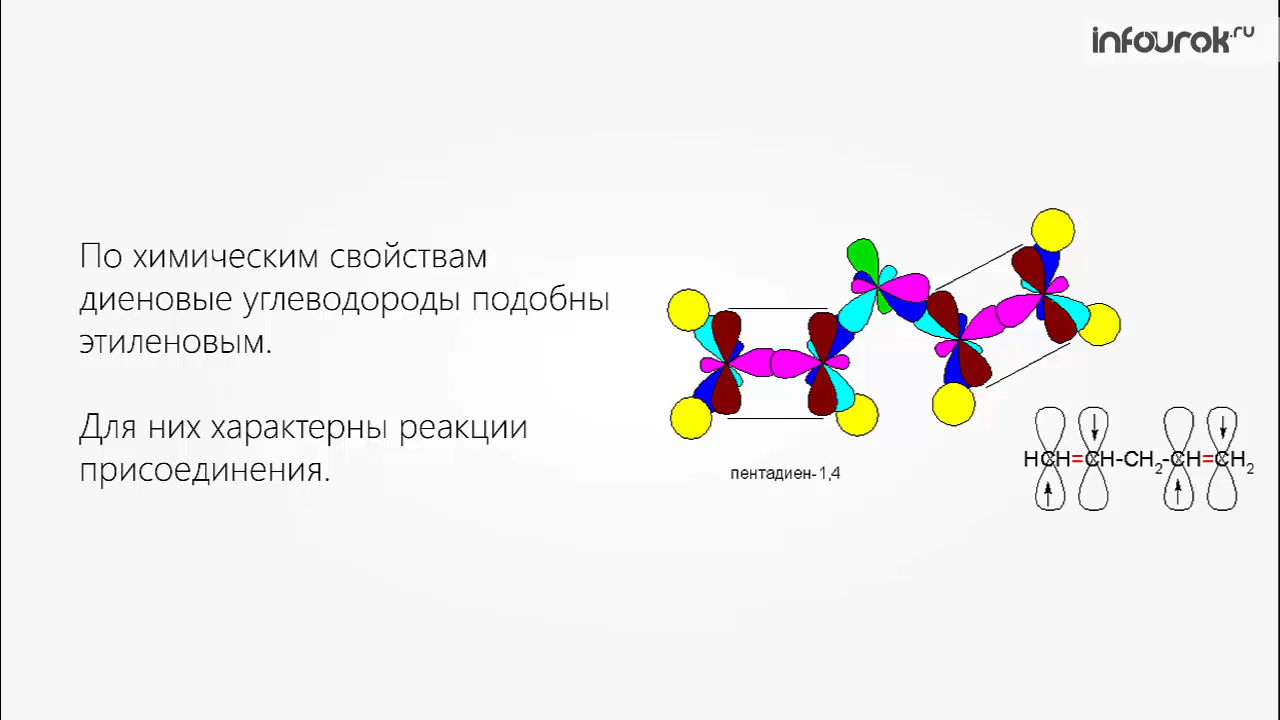 infourok.ru
По химическим свойствам
диеновые углеводороды подобны
этиленовым.
Для них характерны реакции
присоединения.
пентадиен-1,4
HCH=CH-CH2-CH=CH2